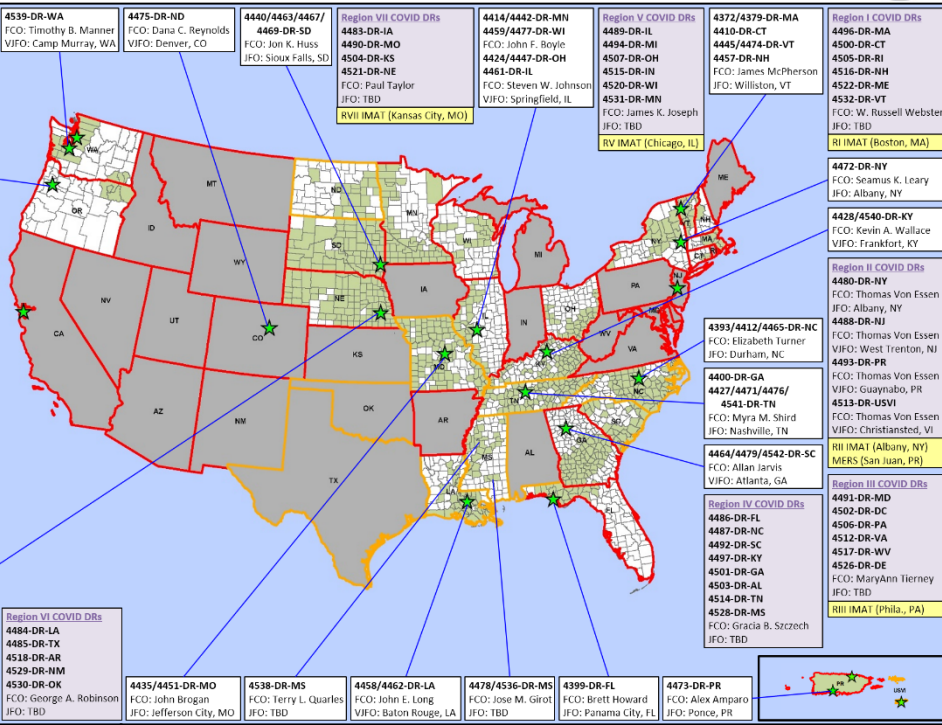 4539-DR-WA
FCO: Timothy B. Manner
VJFO: Camp Murray, WA
4475-DR-ND
FCO: Dana C. Reynolds
VJFO: Denver, CO
4440/4463/4467/
4469-DR-SD
FCO: Jon K. Huss
JFO: Sioux Falls, SD
Region VII COVID DRs
4483-DR-IA
4490-DR-MO
4504-DR-KS
4521-DR-NE
FCO: Paul Taylor
JFO: TBD
RVII IMAT (Kansas City, MO)
4414/4442-DR-MN
4459/4477-DR-WI
FCO: John F. Boyle
4424/4447-DR-OH
4461-DR-IL
FCO: Steven W. Johnson
VJFO: Springfield, IL
Region V COVID DRs
4489-DR-IL
4494-DR-MI
4507-DR-OH
4515-DR-IN
4520-DR-WI
4531-DR-MN
FCO: James K. Joseph
JFO: TBD
RV IMAT (Chicago, IL)
4372/4379-DR-MA
4410-DR-CT
4445/4474-DR-VT
4457-DR-NH
FCO: James McPherson
JFO: Williston, VT
Region I COVID DRs
4496-DR-MA
4500-DR-CT
4505-DR-RI
4516-DR-NH
4522-DR-ME
4532-DR-VT
FCO: W. Russell Webster
JFO: TBD
RI IMAT (Boston, MA)
4472-DR-NY
FCO: Seamus K. Leary
JFO: Albany, NY
4428/4540-DR-KY
FCO: Kevin A. Wallace
VJFO: Frankfort, KY
Region II COVID DRs
4480-DR-NY
FCO: Thomas Von Essen
JFO: Albany, NY
4488-DR-NJ
FCO: Thomas Von Essen
VJFO: West Trenton, NJ
4493-DR-PR
FCO: Thomas Von Essen
VJFO: Guaynabo, PR
4513-DR-USVI
FCO: Thomas Von Essen
VJFO: Christiansted, VI
RII IMAT (Albany, NY)
MERS (San Juan, PR)
4393/4412/4465-DR-NC
FCO: Elizabeth Turner
JFO: Durham, NC
4400-DR-GA
4427/4471/4476/
4541-DR-TN
FCO: Myra M. Shird
JFO: Nashville, TN
4464/4479/4542-DR-SC
FCO: Allan Jarvis
VJFO: Atlanta, GA
Region IV COVID DRs
4486-DR-FL
4487-DR-NC
4492-DR-SC
4497-DR-KY
4501-DR-GA
4503-DR-AL
4514-DR-TN
4528-DR-MS
FCO: Gracia B. Szczech
JFO: TBD
Region III COVID DRs
4491-DR-MD
4502-DR-DC
4506-DR-PA
4512-DR-VA
4517-DR-WV
4526-DR-DE
FCO: MaryAnn Tierney
JFO: TBD
RIII IMAT (Phila., PA)
WA
OR
ID
MT
ND
MN
WY
SD
WI
MI
NY
ME
NH
MA
CT
NJ
PA
NV
UT
CA
CO
NE
IA
KS
MO
IN
OH
WV
VA
KY
AZ
NM
OK
AR
TN
NC
SC
TX
LA
MS
AL
GA
FL
PR
USVI
Region VI COVID DRs
4484-DR-LA
4485-DR-TX
4518-DR-AR
4529-DR-NM
4530-DR-OK
FCO: George A. Robinson
JFO: TBD
4435/4451-DR-MO
FCO: John Brogan
JFO: Jefferson City, MO
4538-DR-MS
FCO: Terry L. Quarles
JFO: TBD
4458/4462-DR-LA
FCO: John E. Long
VJFO: Baton Rouge, LA
4478/4536-DR-MS
FCO: Jose M. Girot
JFO: TBD
4399-DR-FL
FCO: Brett Howard
JFO: Panama City, FL
4473-DR-PR
FCO: Alex Amparo
JFO: Ponce, PR